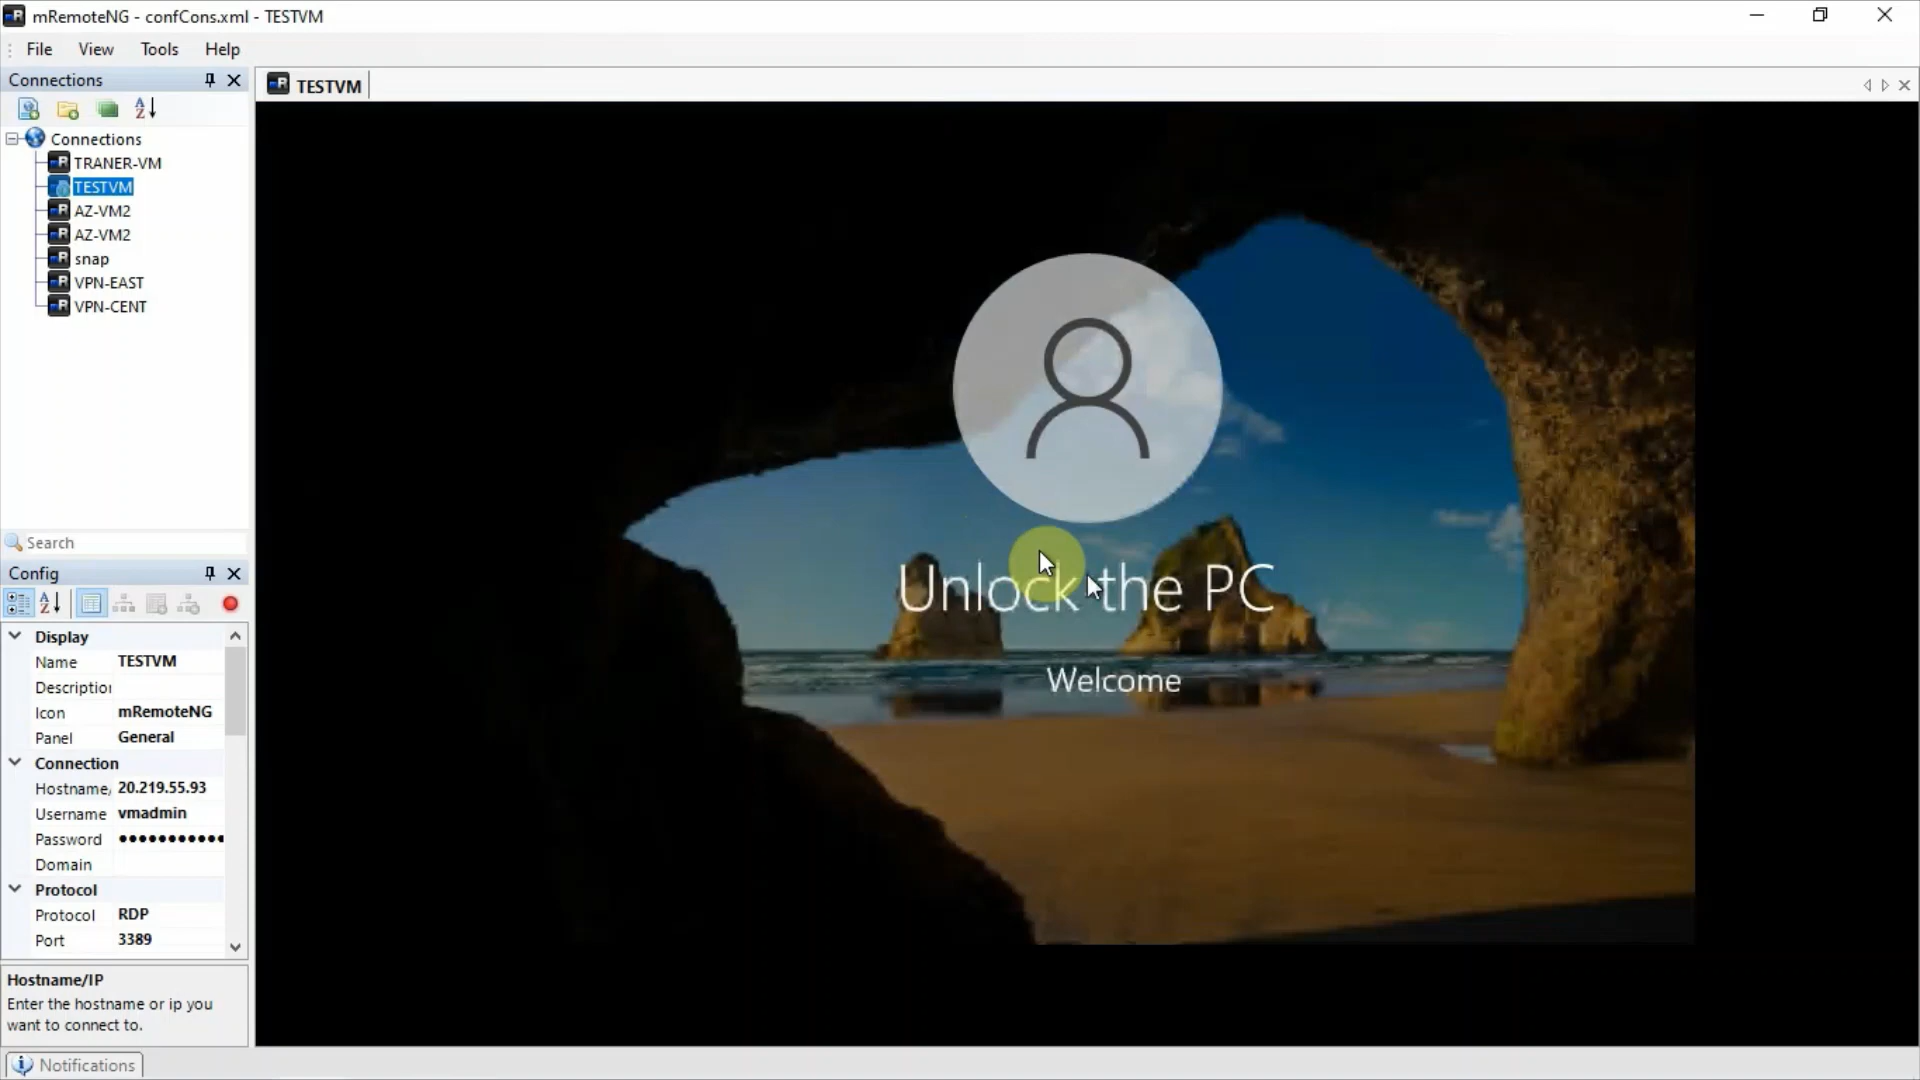 mRemoteNG - confCons.xml - TESTVM
File View Tools Help
Connections
TESTVM
Connections
TRANER-VM
TESTVM
AZ-VM2
AZ-VM2
snap
VPN-EAST
VPN-CENT
Unlock the PC
Welcome
Search
Config
Display
Name TESTVM
Descriptio
Icon mRemoteNG
Panel General
Connection
Hostname/ 20.219.55.93
Username vmadmin
Password ●●●●●●●●●●●
Domain
Protocol
Protocol RDP
Port 3389
Hostname/IP
Enter the hostname or ip you
want to connect to.
Notifications